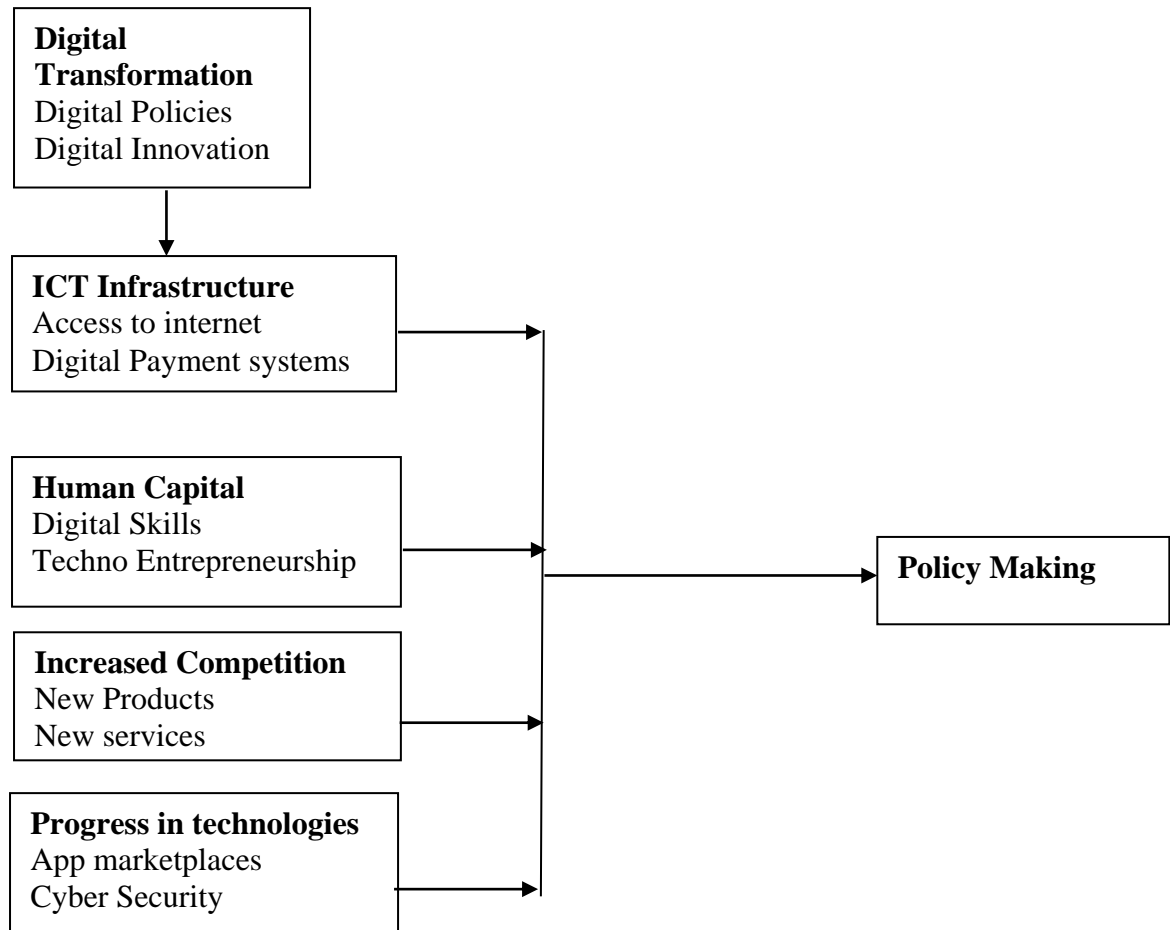 Digital
Transformation
Digital Policies
Digital Innovation
ICT Infrastructure
Access to internet
Digital Payment systems
Human Capital
Digital Skills
Techno Entrepreneurship
Policy Making
Increased Competition
New Products
New services
Progress in technologies
App marketplaces
Cyber Security